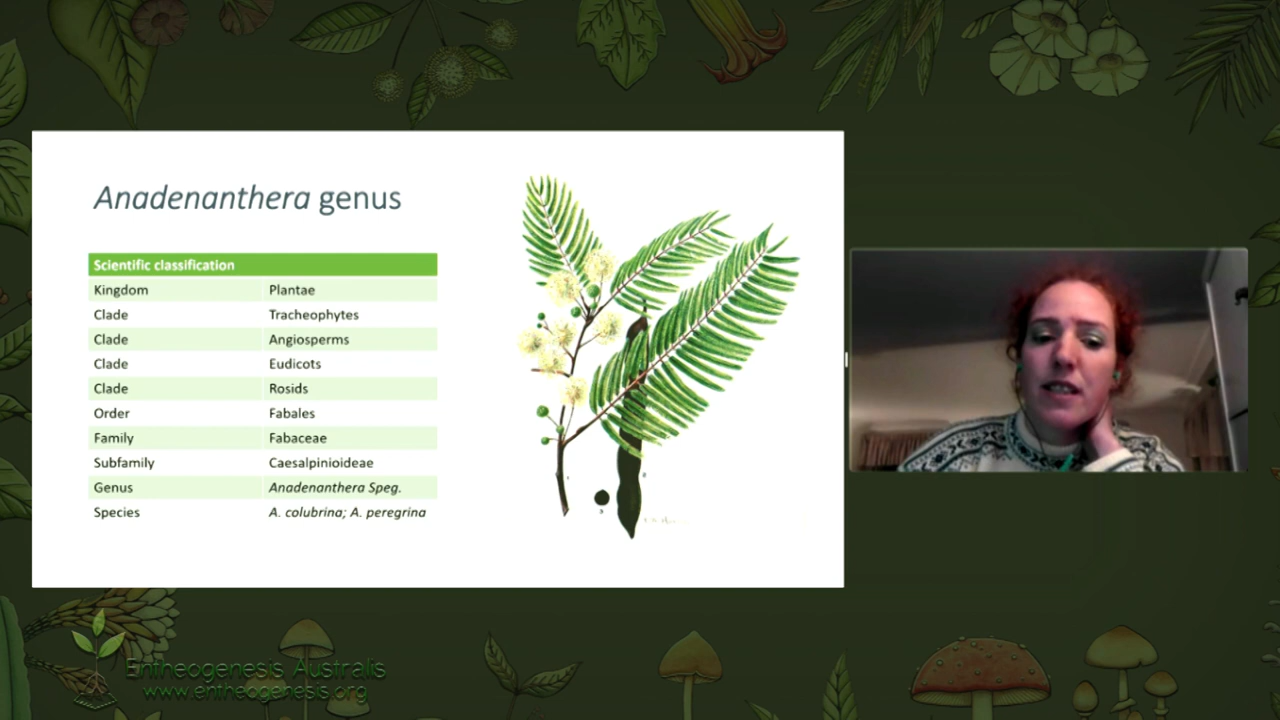 Anadenanthera genus
Scientific classification
Kingdom Plantae
Clade Tracheophytes
Clade Angiosperms
Clade Eudicots
Clade Rosids
Order Fabales
Family Fabaceae
Subfamily Caesalpinioideae
Genus Anadenanthera Speg.
Species A. colubrina; A. peregrina
Entheogenesis Australis
www.entheogenesis.org